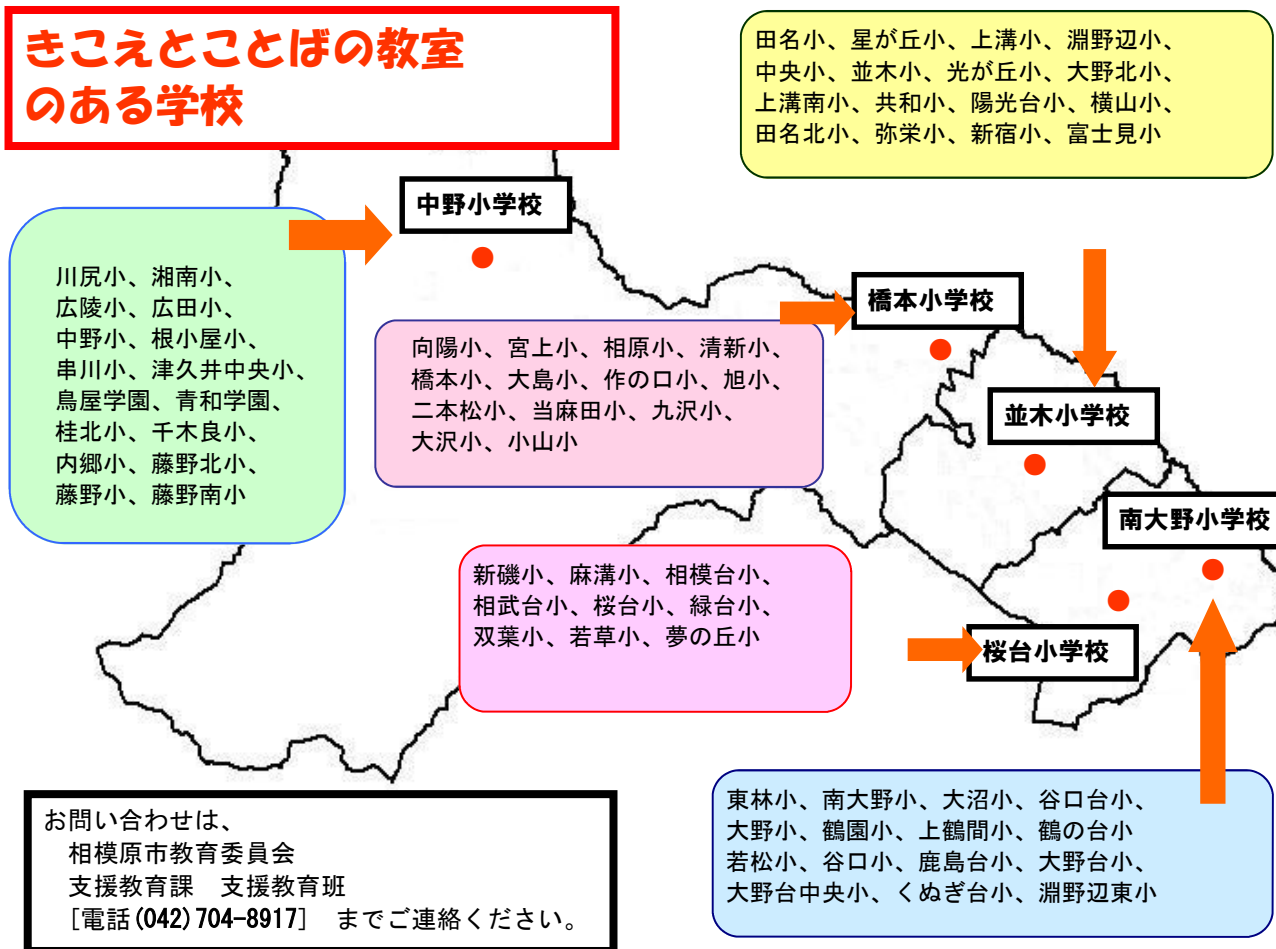 きこえとことばの教室
のある学校
田名小、星が丘小、上溝小、淵野辺小、
中央小、並木小、光が丘小、大野北小、
上溝南小、共和小、陽光台小、横山小、
田名北小、弥栄小、新宿小、富士見小
中野小学校
川尻小、湘南小、
広陵小、広田小、
中野小、根小屋小、
串川小、津久井中央小、
鳥屋学園、青和学園、
桂北小、千木良小、
内郷小、藤野北小、
藤野小、藤野南小
橋本小学校
向陽小、宮上小、相原小、清新小、
橋本小、大島小、作の口小、旭小、
二本松小、当麻田小、九沢小、
大沢小、小山小
並木小学校
南大野小学校
新磯小、麻溝小、相模台小、
相武台小、桜台小、緑台小、
双葉小、若草小、夢の丘小
桜台小学校
東林小、南大野小、大沼小、谷口台小、
大野小、鶴園小、上鶴間小、鶴の台小
若松小、谷口小、鹿島台小、大野台小、
大野台中央小、くぬぎ台小、淵野辺東小
お問い合わせは、
相模原市教育委員会
支援教育課　支援教育班
[電話(042)704-8917]　までご連絡ください。